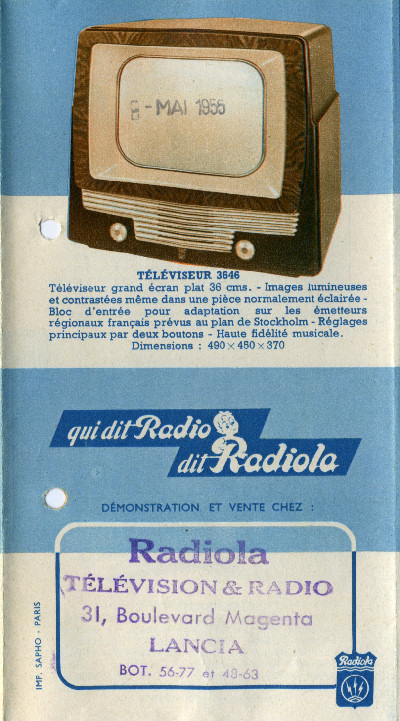 6 - MAI 1955
TÉLÉVISEUR 3646
Téléviseur grand écran plat 36 cms. - Images lumineuses
et contrastées même dans une pièce normalement éclairée -
Bloc d'entrée pour adaptation sur les émetteurs
régionaux français prévus au plan de Stockholm - Réglages
principaux par deux boutons - Haute fidélité musicale.
Dimensions : 490 × 450 × 370
qui dit Radio
dit Radiola
DÉMONSTRATION ET VENTE CHEZ :
Radiola
TÉLÉVISION & RADIO
31, Boulevard Magenta
LANCIA
BOT. 56-77 et 48-63
Radiola
IMP. SAPHO - PARIS